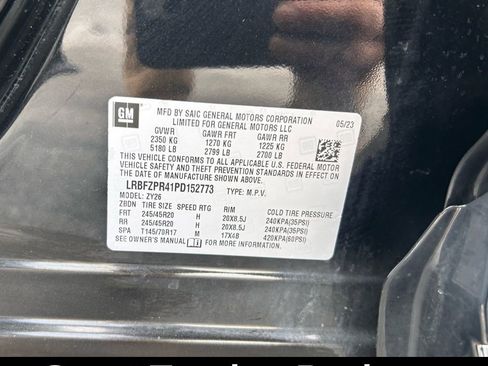 GM
MFD BY SAIC GENERAL MOTORS CORPORATION 05/23
LIMITED FOR GENERAL MOTORS LLC
GVWR GAWR FRT GAWR RR
2350 KG 1270 KG 1225 KG
5180 LB 2799 LB 2700 LB
THIS VEHICLE CONFORMS TO ALL APPLICABLE U.S. FEDERAL MOTOR
VEHICLE SAFETY, BUMPER, AND THEFT PREVENTION STANDARDS IN EFFECT ON
THE DATE OF MANUFACTURE SHOWN ABOVE.
LRBFZPR41PD152773 TYPE: M.P.V.
MODEL: ZY26
ZBDN TIRE SIZE SPEED RTG RIM COLD TIRE PRESSURE
FRT 245/45R20 H 20X8.5J 240KPA(35PSI)
RR 245/45R20 H 20X8.5J 240KPA(35PSI)
SPA T145/70R17 M 17X4B 420KPA(60PSI)
SEE OWNER'S MANUAL